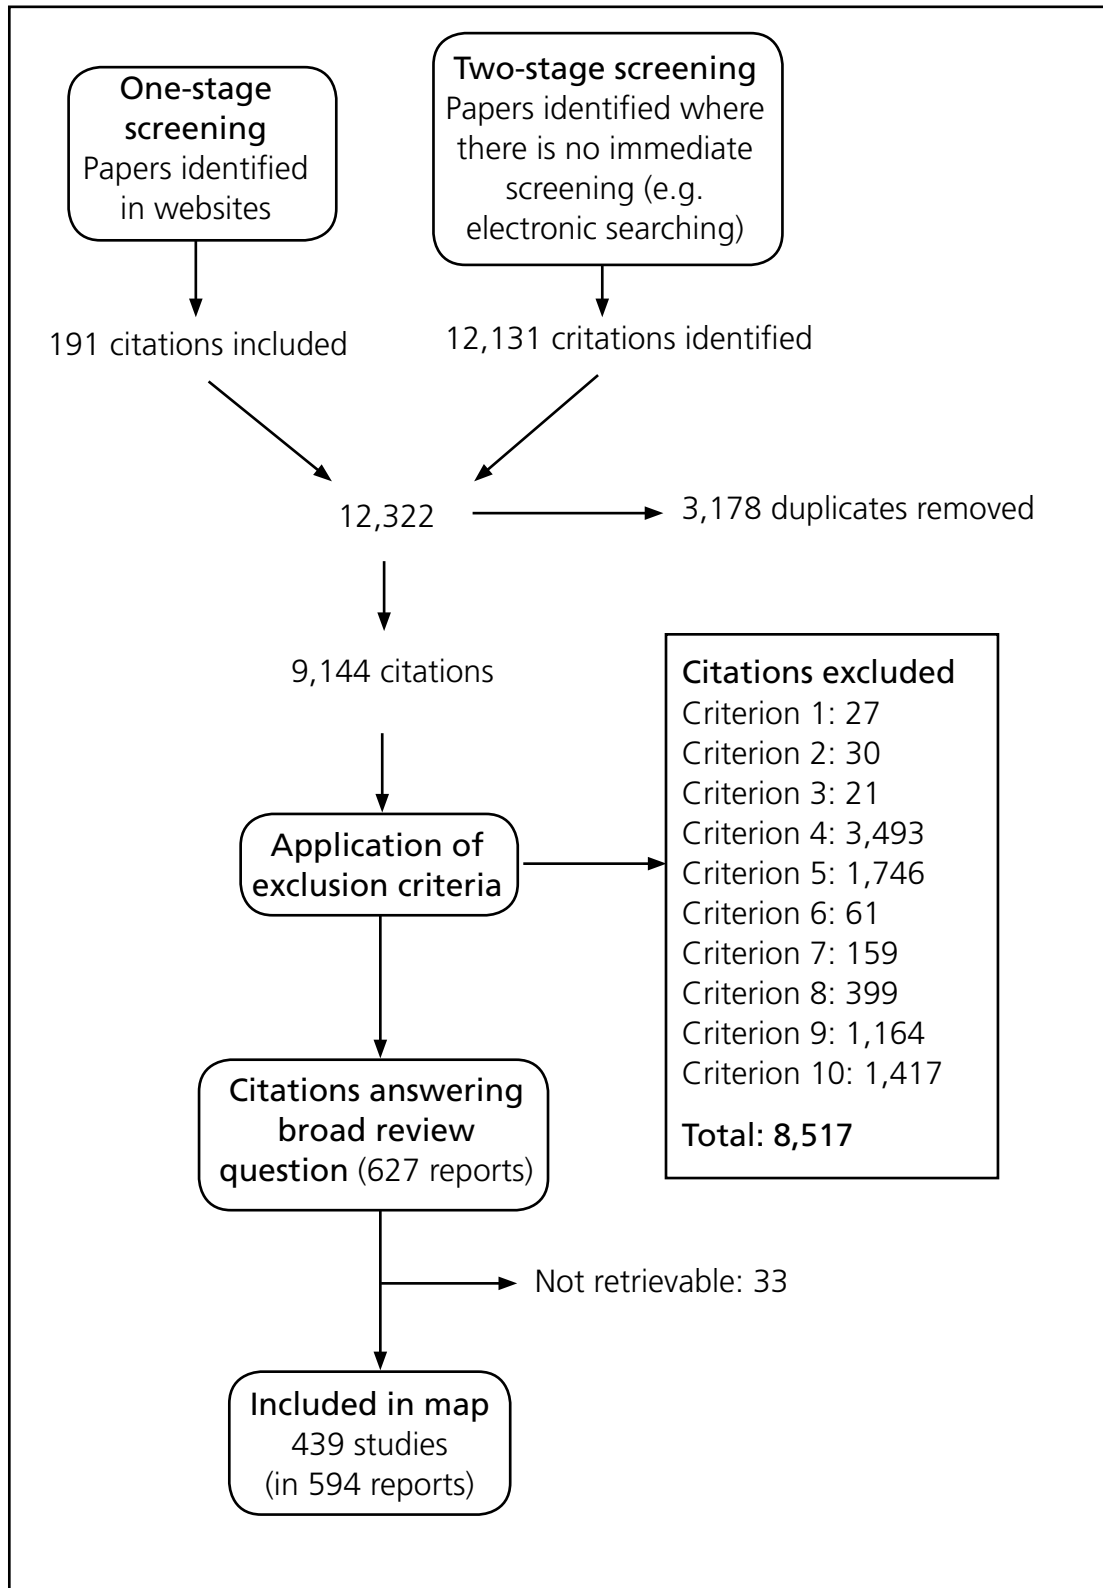 One-stage
screening
Papers identified
in websites
Two-stage screening
Papers identified where
there is no immediate
screening (e.g.
electronic searching)
191 citations included
12,131 critations identified
12,322
3,178 duplicates removed
9,144 citations
Application of
exclusion criteria
Citations excluded
Criterion 1: 27
Criterion 2: 30
Criterion 3: 21
Criterion 4: 3,493
Criterion 5: 1,746
Criterion 6: 61
Criterion 7: 159
Criterion 8: 399
Criterion 9: 1,164
Criterion 10: 1,417
Total: 8,517
Citations answering
broad review
question (627 reports)
Not retrievable: 33
Included in map
439 studies
(in 594 reports)